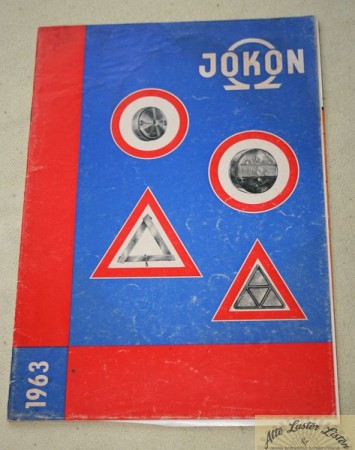 JOKON
1963
Alte Laster Listen